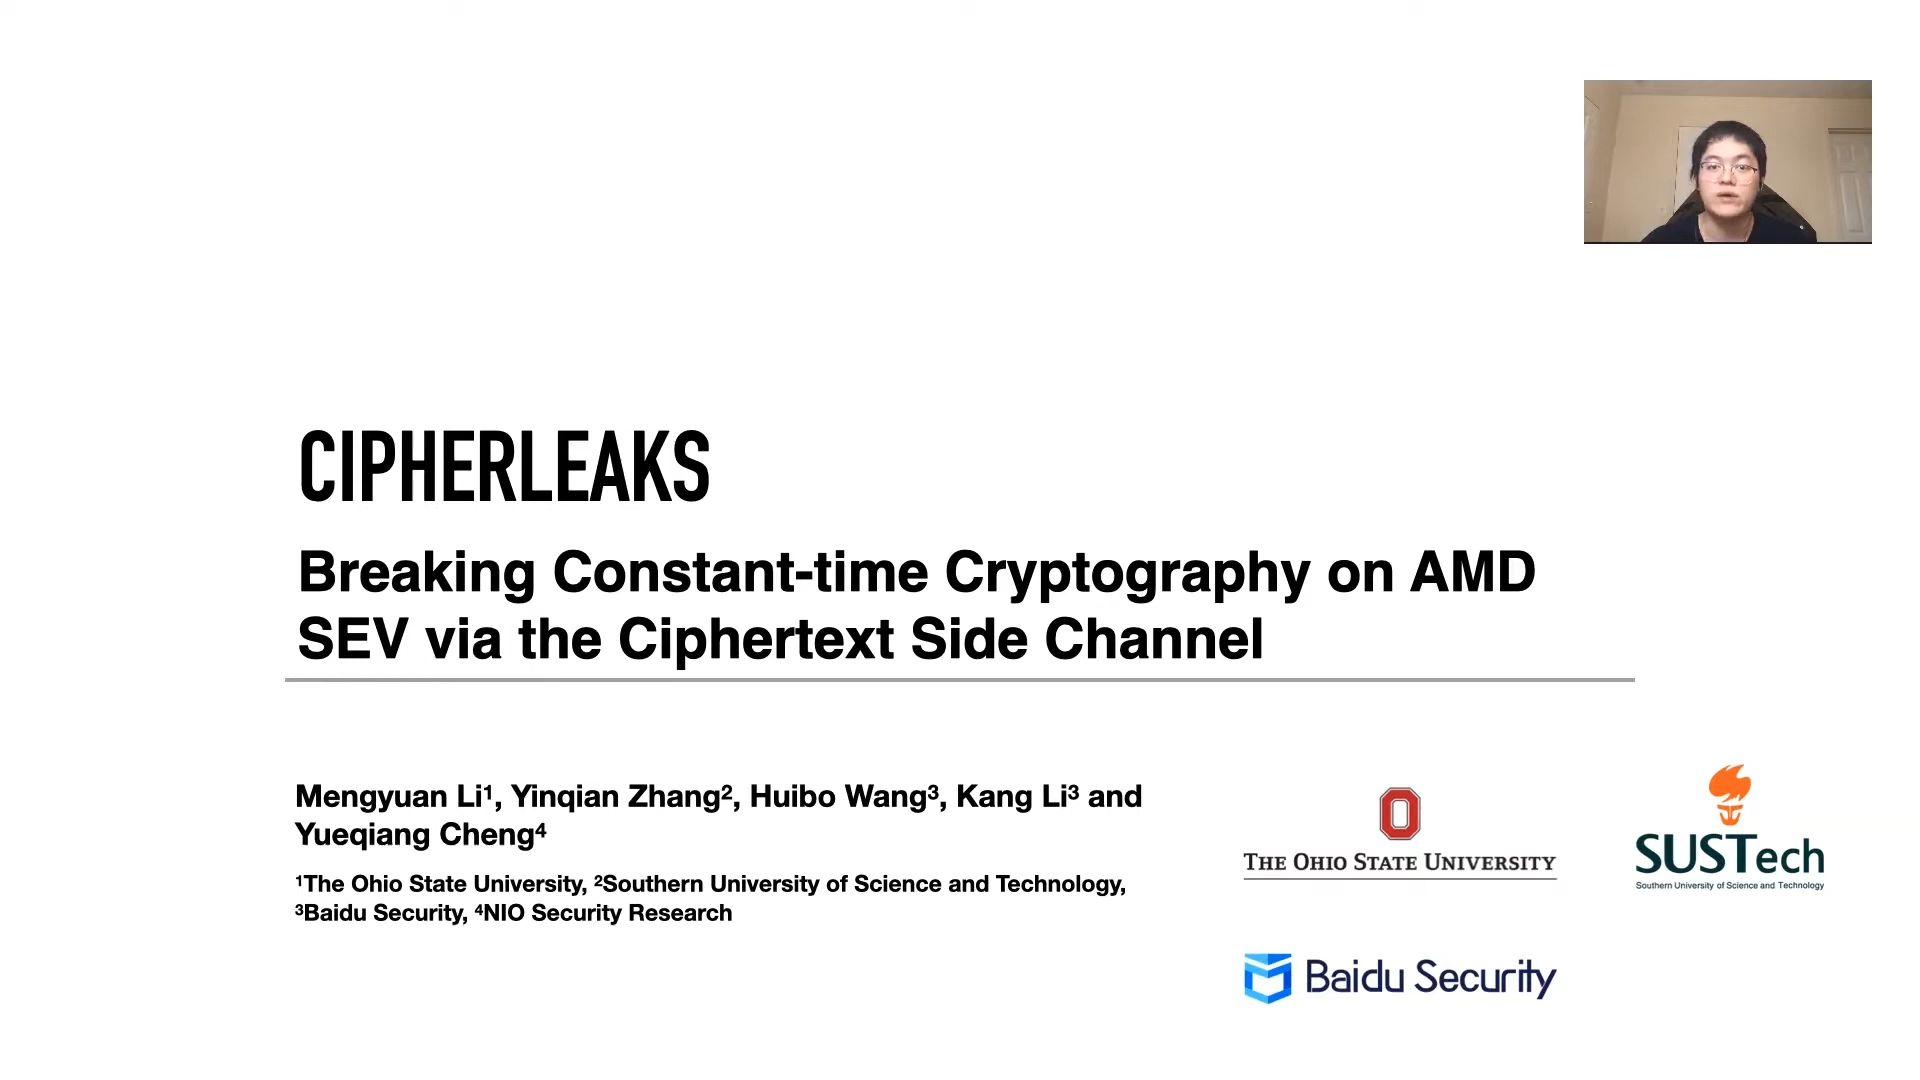 CIPHERLEAKS
Breaking Constant-time Cryptography on AMD
SEV via the Ciphertext Side Channel
Mengyuan Li¹, Yinqian Zhang², Huibo Wang³, Kang Li³ and
Yueqiang Cheng⁴
¹The Ohio State University, ²Southern University of Science and Technology,
³Baidu Security, ⁴NIO Security Research
O
THE OHIO STATE UNIVERSITY
SUSTech
Southern University of Science and Technology
Baidu Security